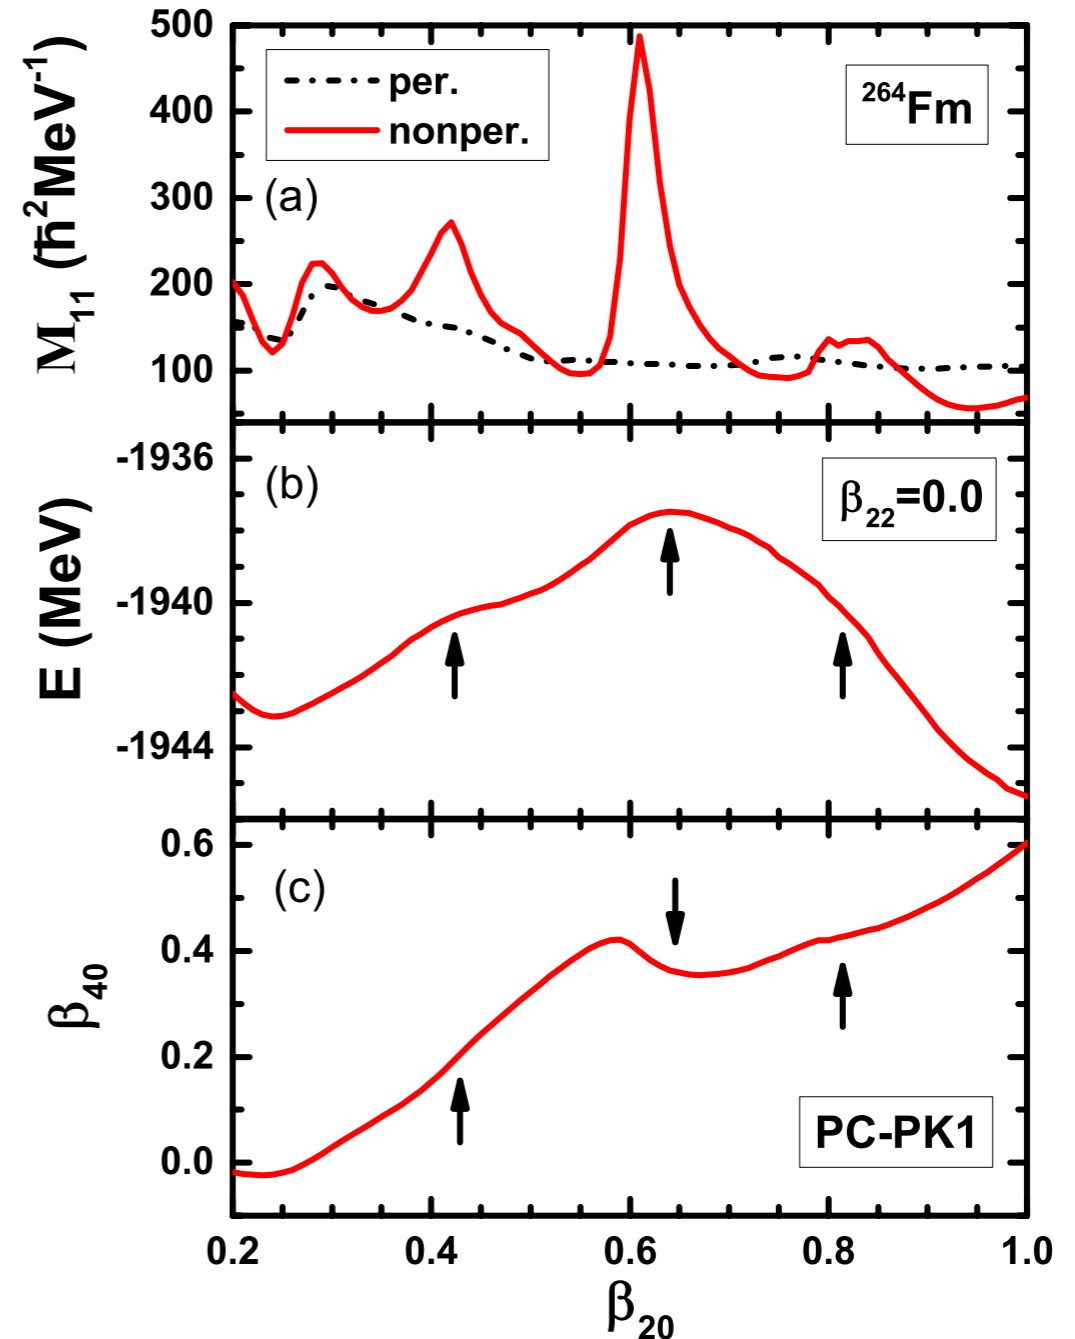 500
400
300
200
100
M₁₁ (ħ²MeV⁻¹)
per.
nonper.
²⁶⁴Fm
(a)
-1936
-1940
-1944
E (MeV)
(b)
β₂₂=0.0
0.6
0.4
0.2
0.0
β₄₀
(c)
PC-PK1
0.2 0.4 0.6 0.8 1.0
β₂₀